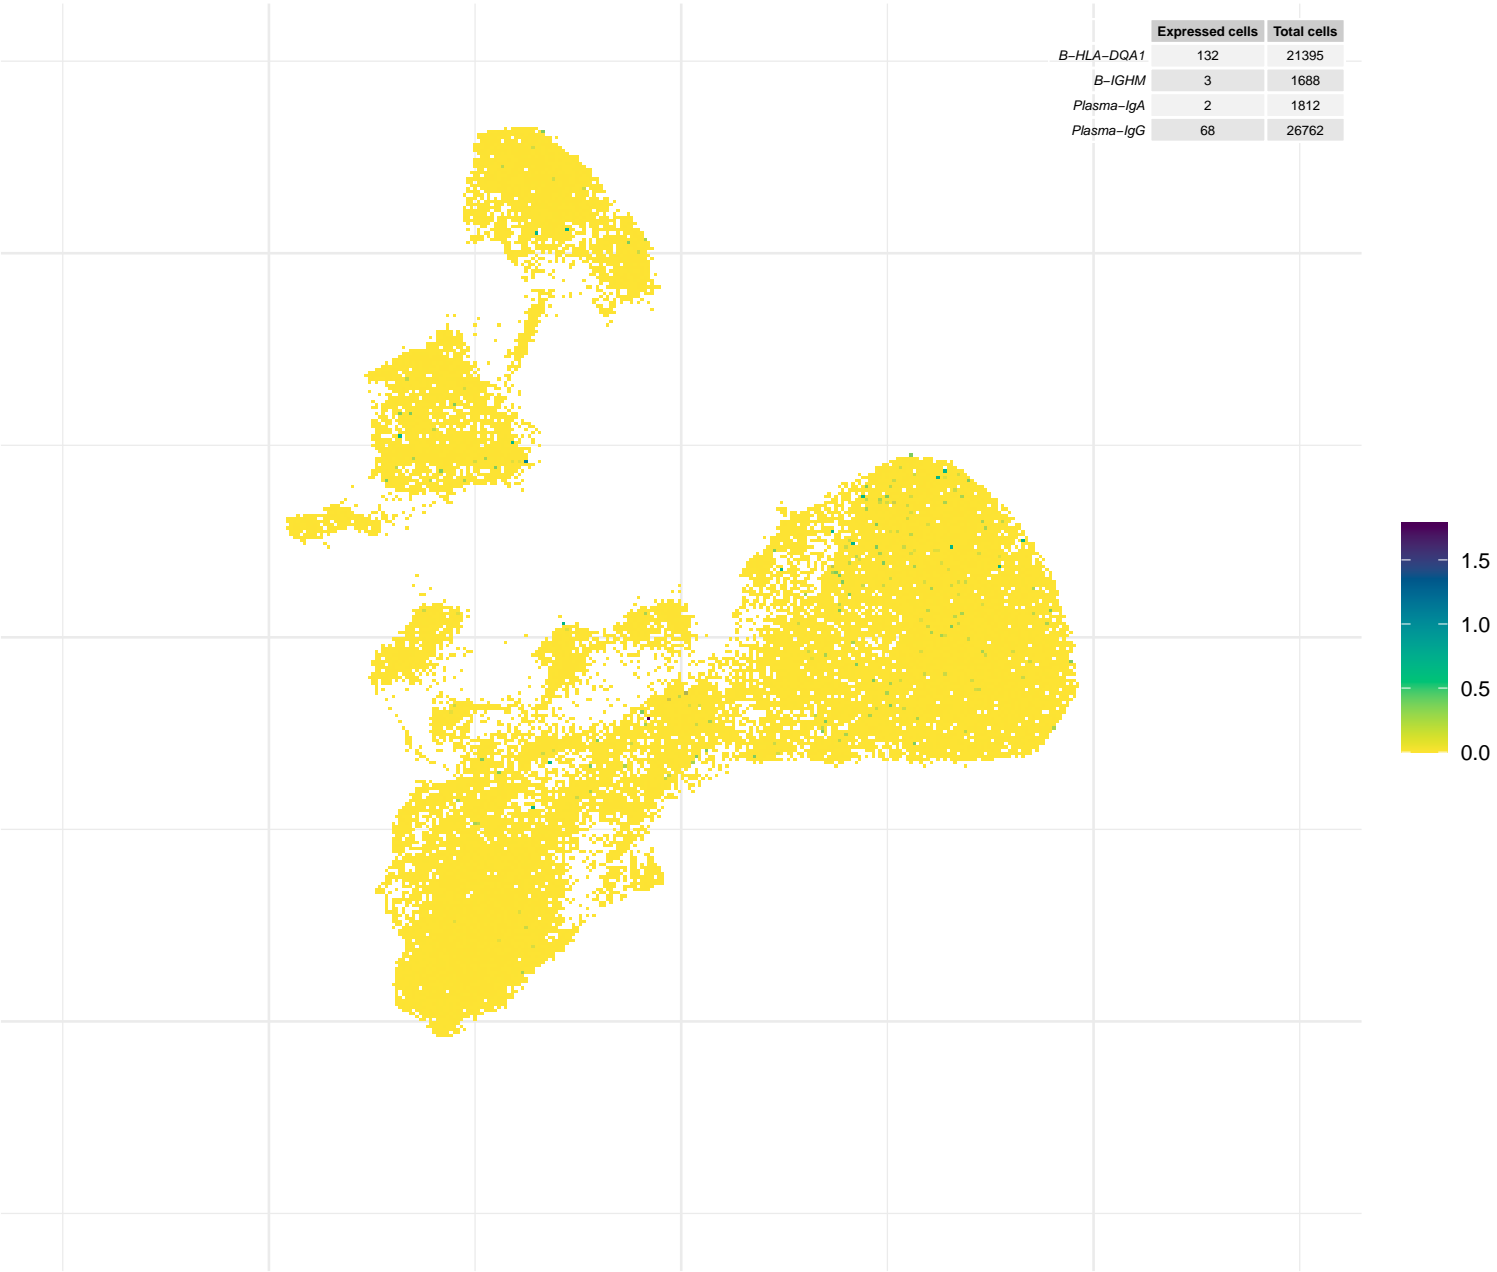 Expressed cells Total cells
B−HLA−DQA1 132 21395
B−IGHM 3 1688
Plasma−IgA 2 1812
Plasma−IgG 68 26762
1.5
1.0
0.5
0.0